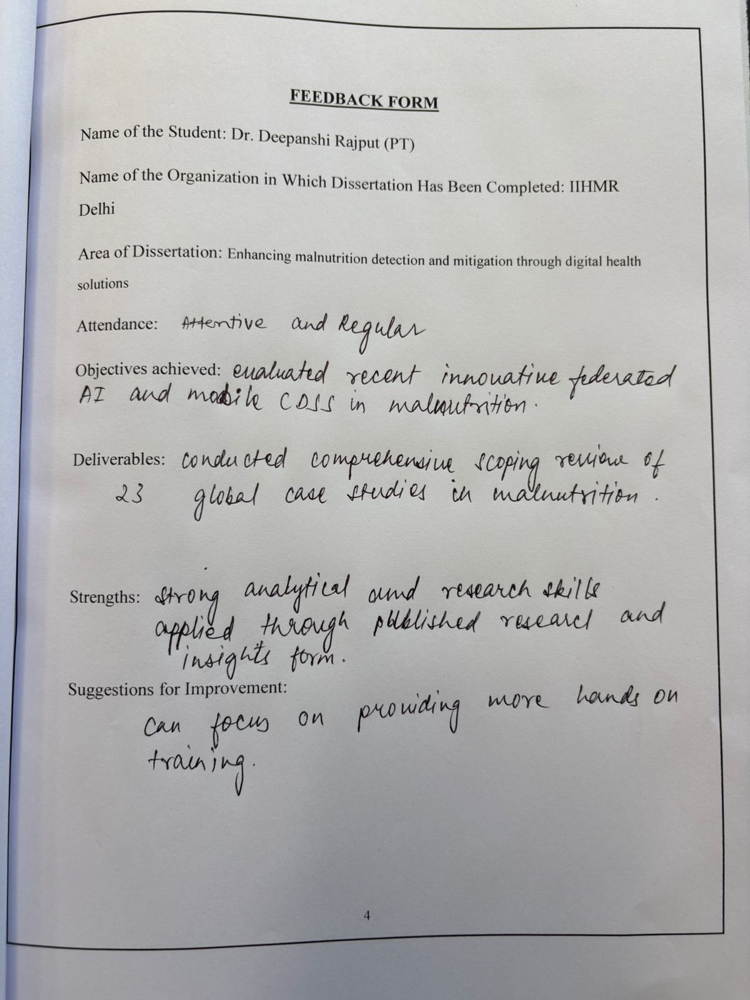 FEEDBACK FORM
Name of the Student: Dr. Deepanshi Rajput (PT)
Name of the Organization in Which Dissertation Has Been Completed: IIHMR
Delhi
Area of Dissertation: Enhancing malnutrition detection and mitigation through digital health
solutions
Attendance: Attentive and Regular
Objectives achieved: evaluated recent innovative federated
AI and mobile CDSS in malnutrition.
Deliverables: conducted comprehensive scoping review of
23 global case studies in malnutrition.
Strengths: strong analytical and research skills
applied through published research and
insights form.
Suggestions for Improvement:
can focus on providing more hands on
training.
4